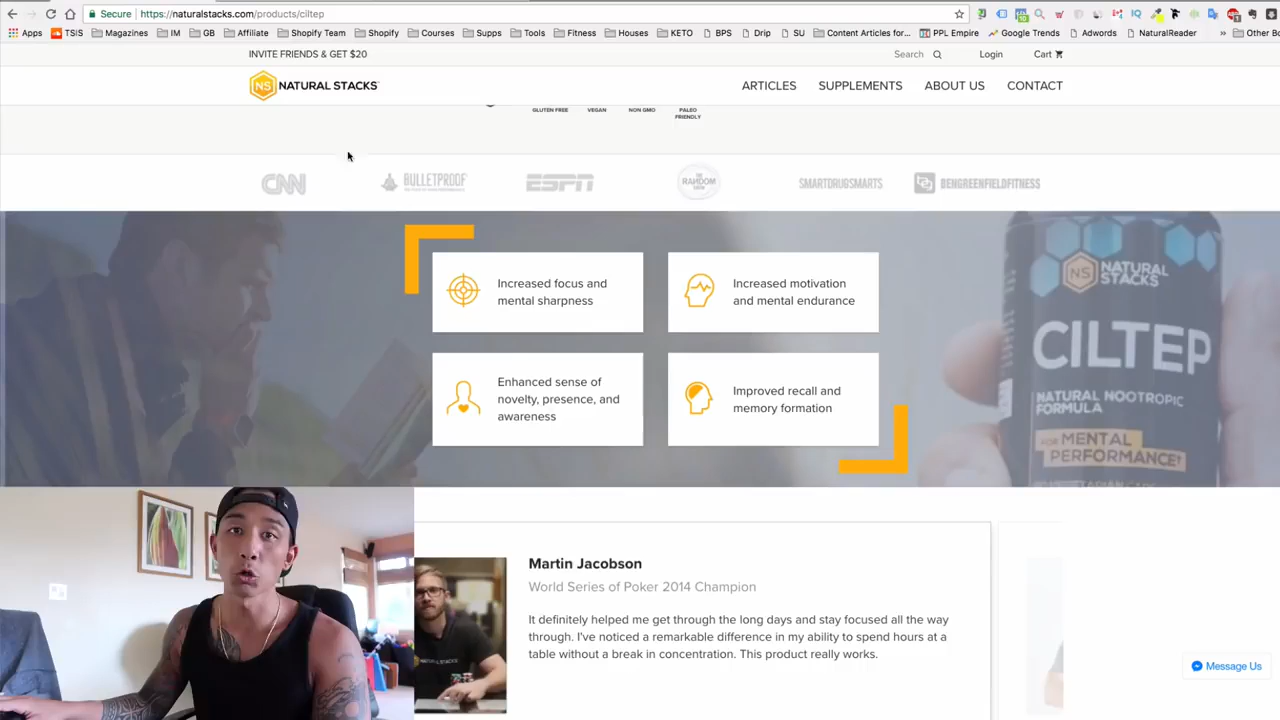 Secure https://naturalstacks.com/products/ciltep
Apps TSiS Magazines IM GB Affiliate Shopify Team Shopify Courses Supps Tools Fitness Houses KETO BPS Drip SU Content Articles for... PPL Empire Google Trends Adwords NaturalReader » Other Bo
INVITE FRIENDS & GET $20 Search Login Cart
NS NATURAL STACKS ARTICLES SUPPLEMENTS ABOUT US CONTACT
GLUTEN FREE VEGAN NON GMO PALEO
FRIENDLY
CNN BULLETPROOF ESPN THE RANDOM SHOW SMARTDRUGSMARTS BENGREENFIELDFITNESS
Increased focus and
mental sharpness
Increased motivation
and mental endurance
Enhanced sense of
novelty, presence, and
awareness
Improved recall and
memory formation
NS NATURAL
STACKS
CILTEP
NATURAL NOOTROPIC
FORMULA
FOR MENTAL
PERFORMANCE†
Martin Jacobson
World Series of Poker 2014 Champion
It definitely helped me get through the long days and stay focused all the way
through. I've noticed a remarkable difference in my ability to spend hours at a
table without a break in concentration. This product really works.
Message Us